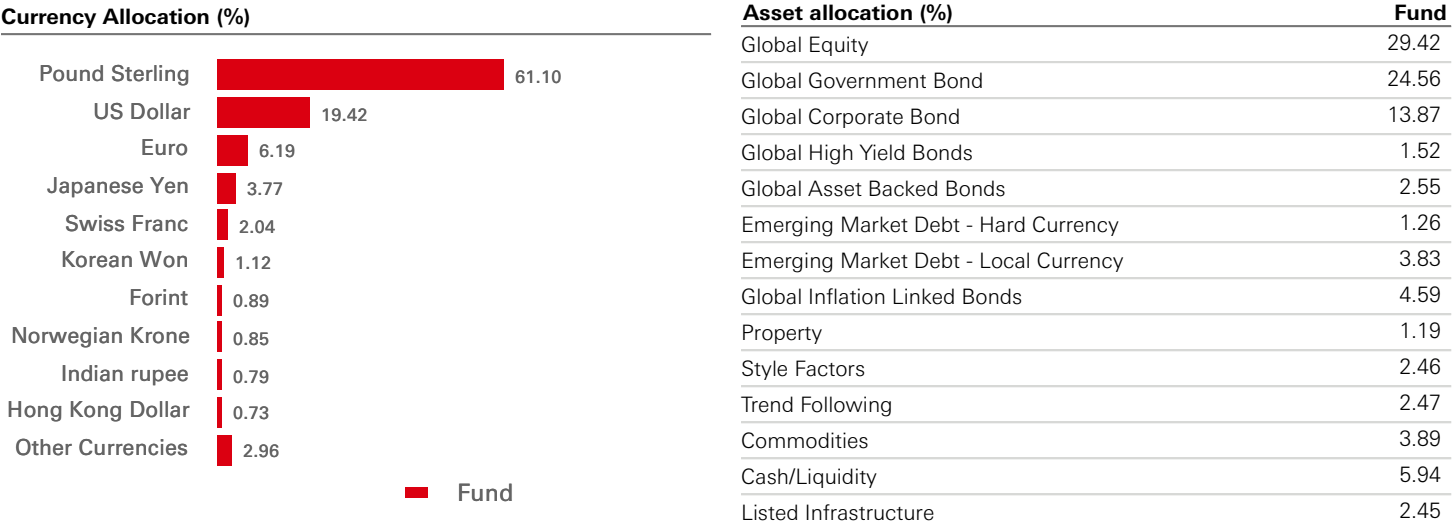 Currency Allocation (%)
Pound Sterling 61.10
US Dollar 19.42
Euro 6.19
Japanese Yen 3.77
Swiss Franc 2.04
Korean Won 1.12
Forint 0.89
Norwegian Krone 0.85
Indian rupee 0.79
Hong Kong Dollar 0.73
Other Currencies 2.96
Fund
Asset allocation (%) Fund
Global Equity 29.42
Global Government Bond 24.56
Global Corporate Bond 13.87
Global High Yield Bonds 1.52
Global Asset Backed Bonds 2.55
Emerging Market Debt - Hard Currency 1.26
Emerging Market Debt - Local Currency 3.83
Global Inflation Linked Bonds 4.59
Property 1.19
Style Factors 2.46
Trend Following 2.47
Commodities 3.89
Cash/Liquidity 5.94
Listed Infrastructure 2.45